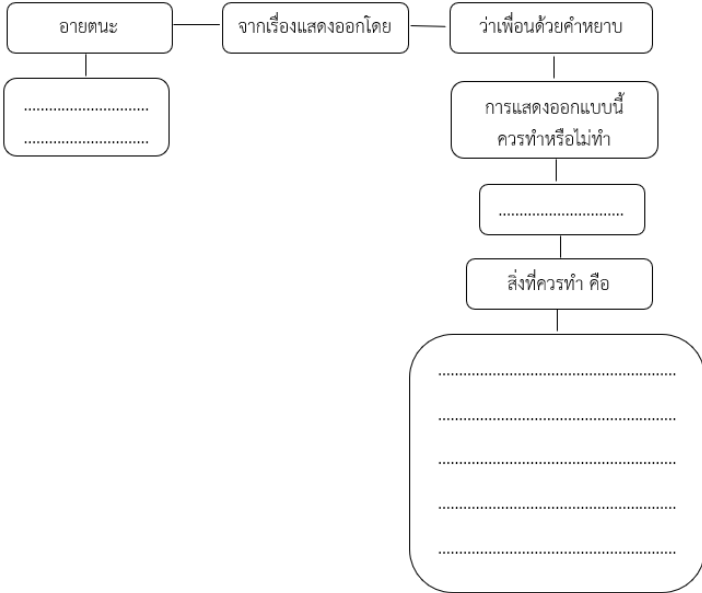 อายตนะ
จากเรื่องแสดงออกโดย
ว่าเพื่อนด้วยคำหยาบ
..............................
..............................
การแสดงออกแบบนี้
ควรทำหรือไม่ทำ
..............................
สิ่งที่ควรทำ คือ
.........................................................
.........................................................
.........................................................
.........................................................
.........................................................